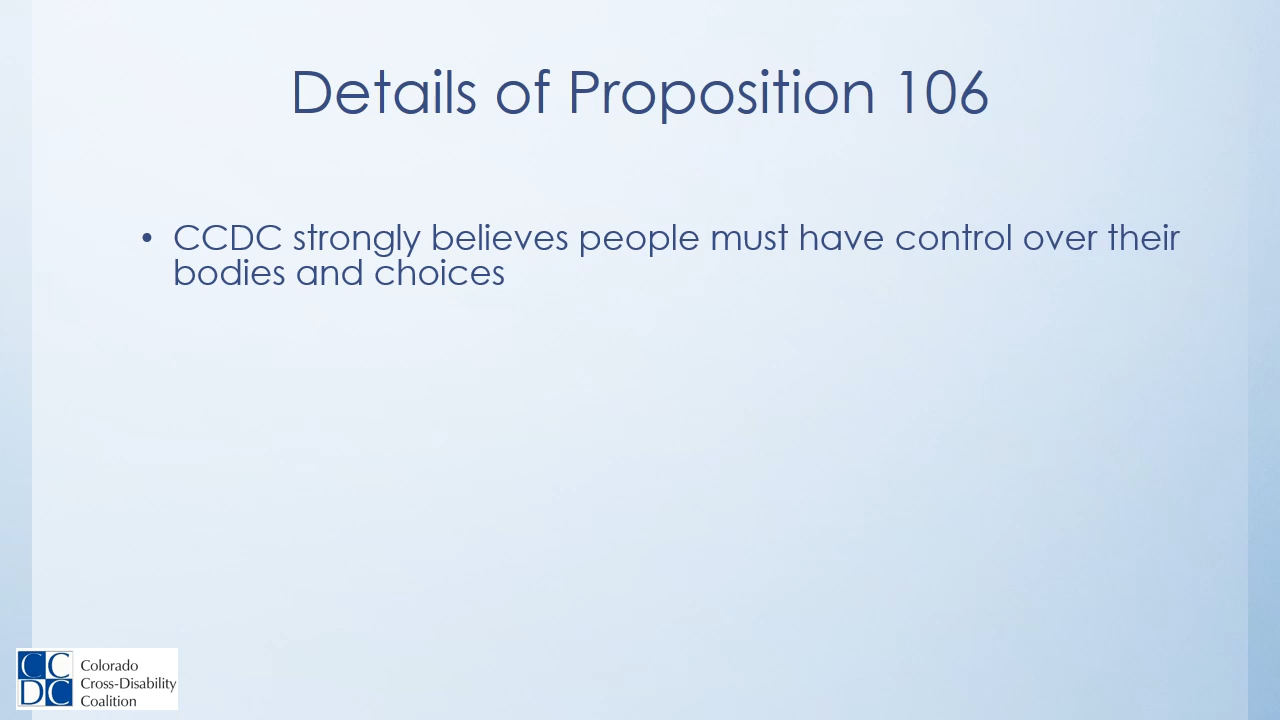 Details of Proposition 106
• CCDC strongly believes people must have control over their
bodies and choices
CC
DC
Colorado
Cross-Disability
Coalition